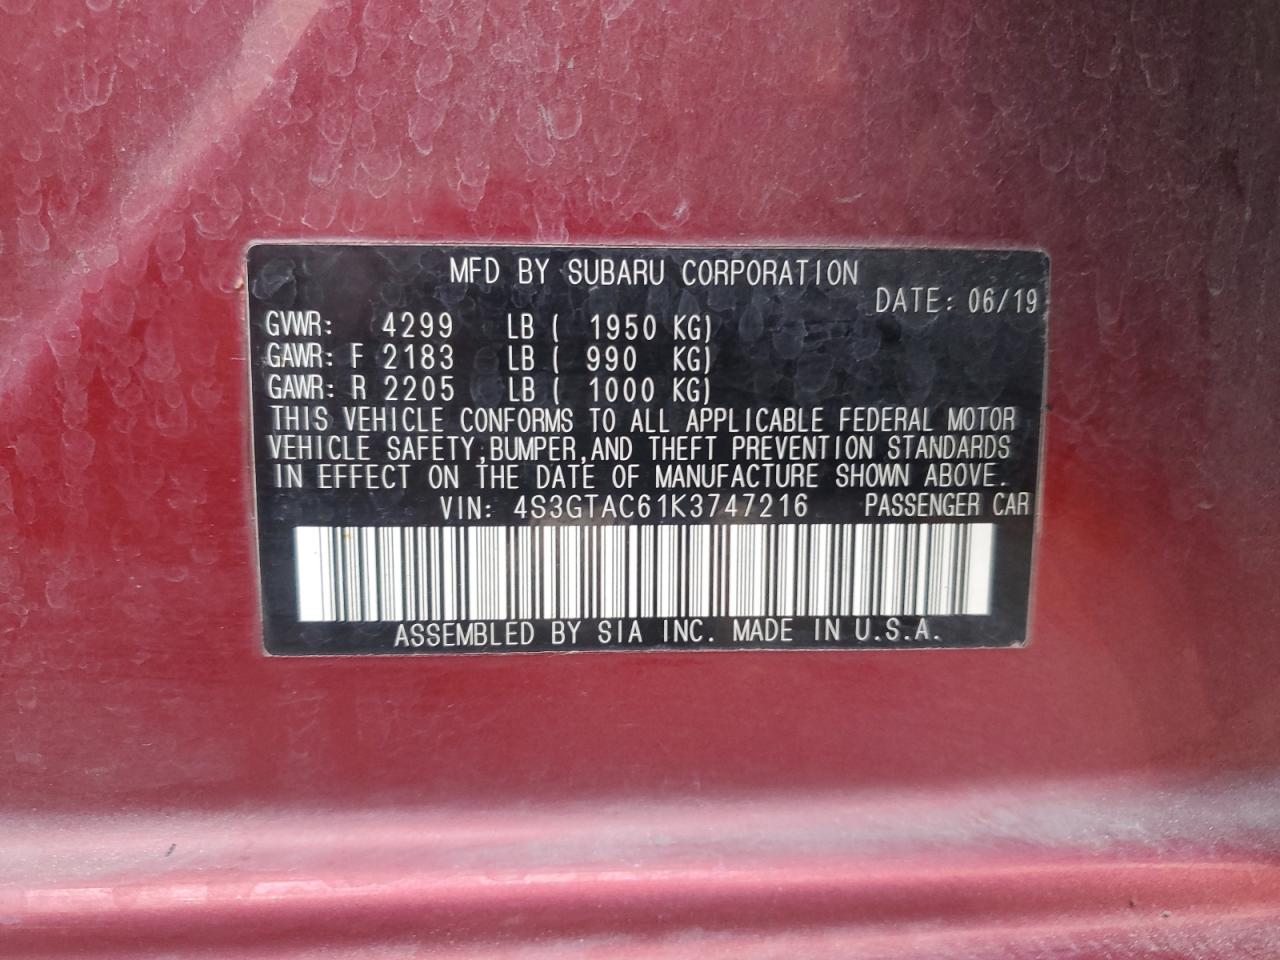 MFD BY SUBARU CORPORATION
DATE: 06/19
GVWR: 4299 LB ( 1950 KG)
GAWR: F 2183 LB ( 990 KG)
GAWR: R 2205 LB ( 1000 KG)
THIS VEHICLE CONFORMS TO ALL APPLICABLE FEDERAL MOTOR
VEHICLE SAFETY,BUMPER,AND THEFT PREVENTION STANDARDS
IN EFFECT ON THE DATE OF MANUFACTURE SHOWN ABOVE.
VIN: 4S3GTAC61K3747216 PASSENGER CAR
ASSEMBLED BY SIA INC. MADE IN U.S.A.